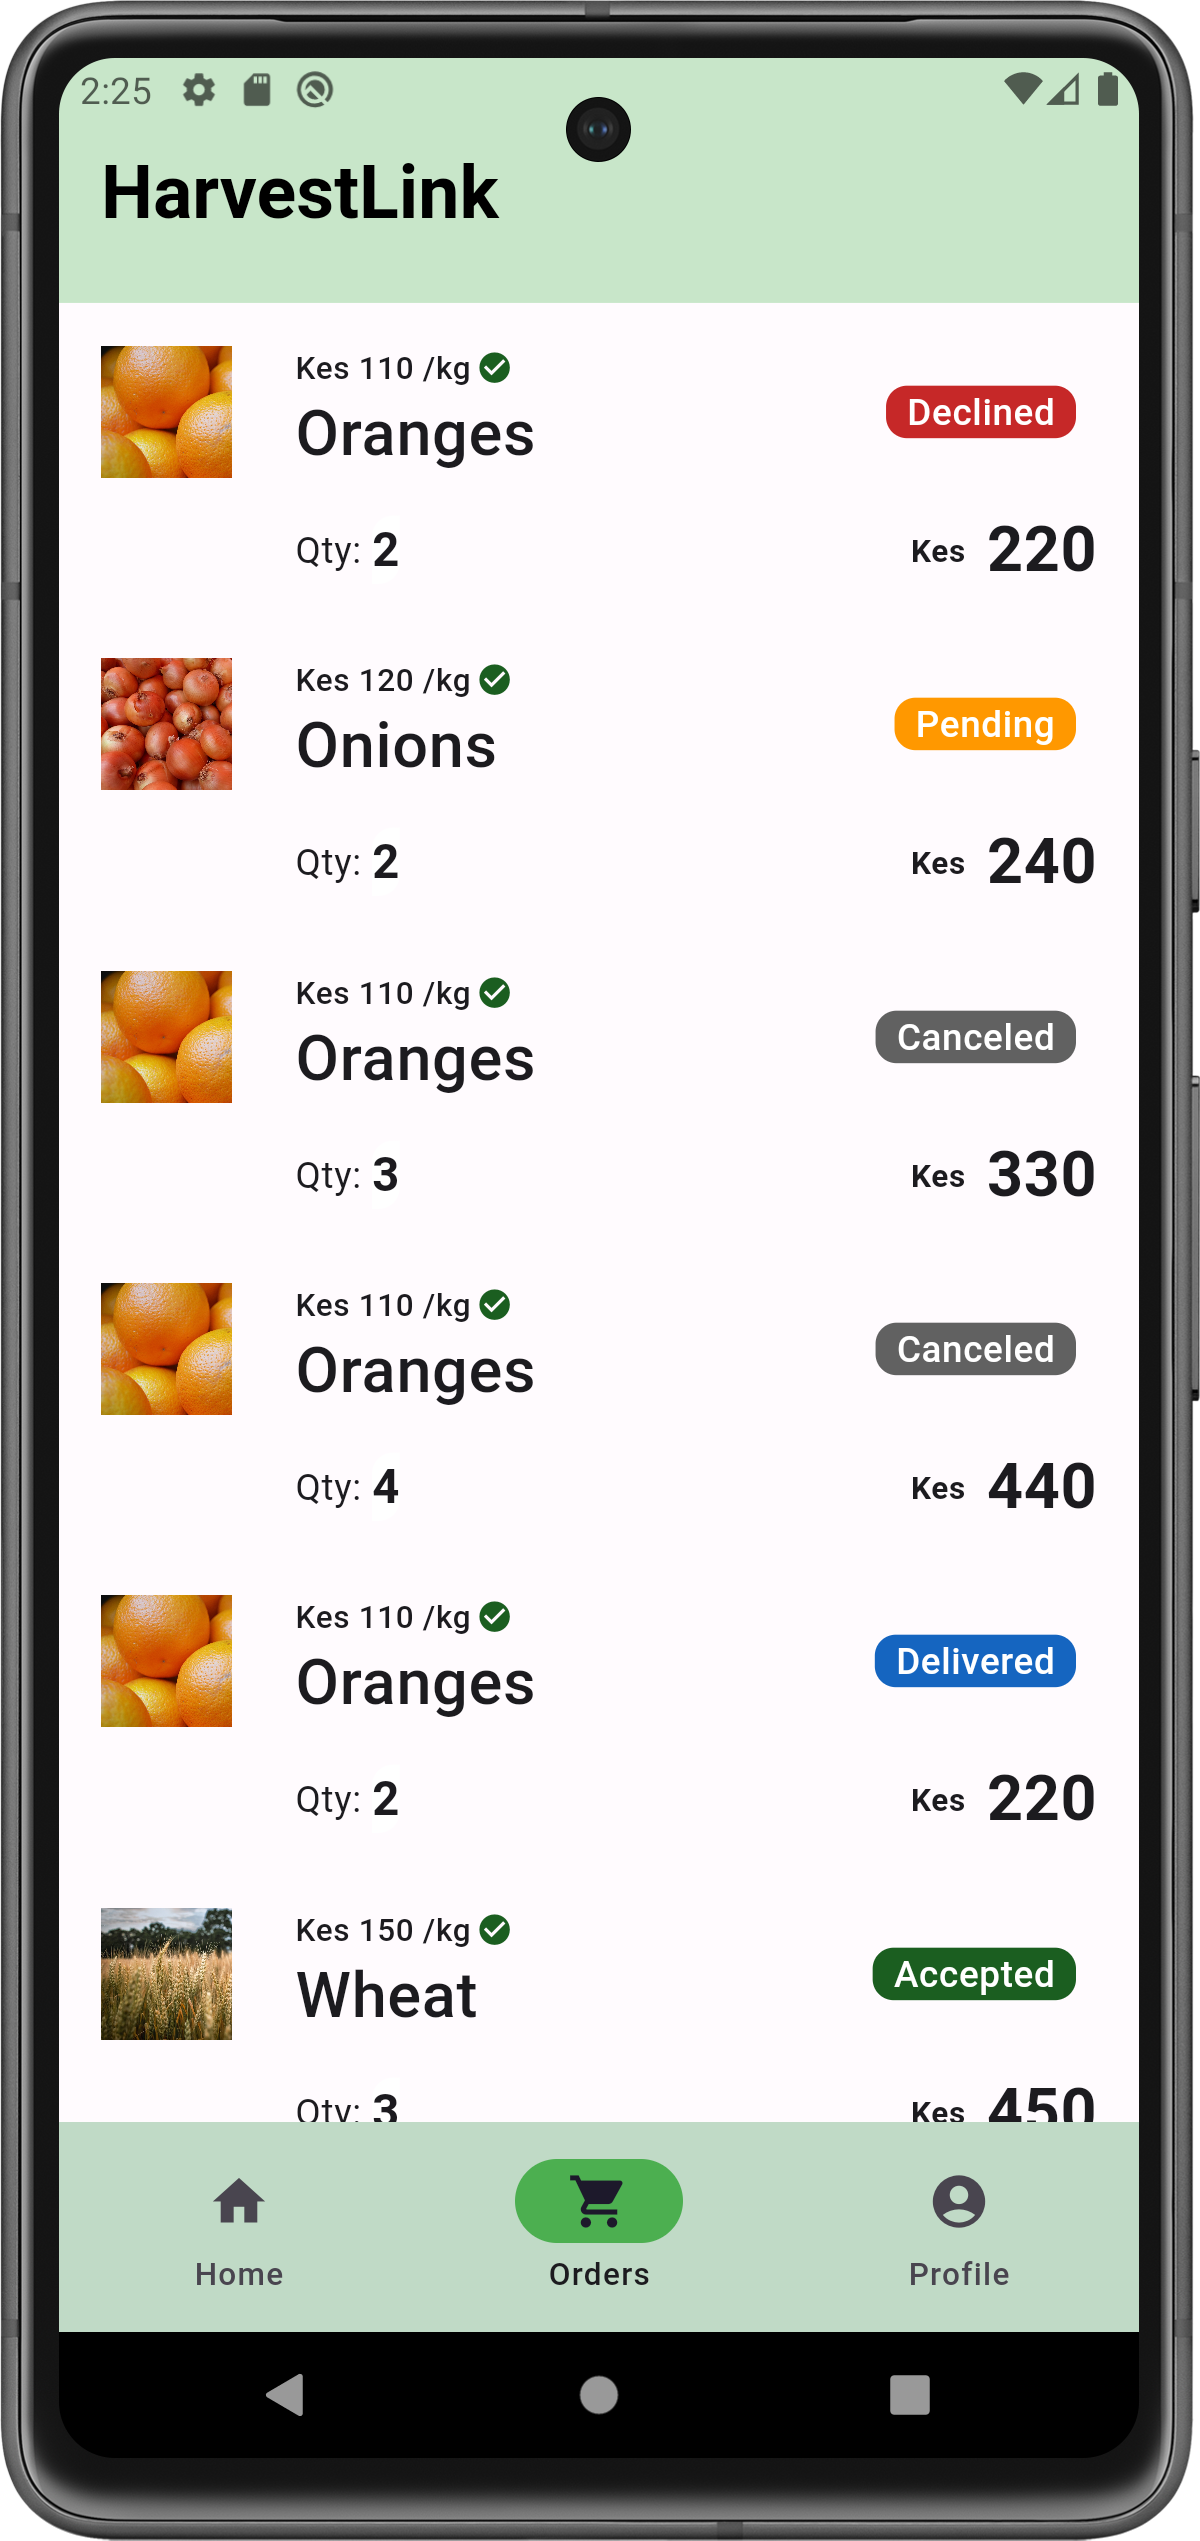 2:25
HarvestLink
Kes 110 /kg
Oranges
Declined
Qty: 2
Kes 220
Kes 120 /kg
Onions
Pending
Qty: 2
Kes 240
Kes 110 /kg
Oranges
Canceled
Qty: 3
Kes 330
Kes 110 /kg
Oranges
Canceled
Qty: 4
Kes 440
Kes 110 /kg
Oranges
Delivered
Qty: 2
Kes 220
Kes 150 /kg
Wheat
Accepted
Qty: 3
Kes 450
Home
Orders
Profile